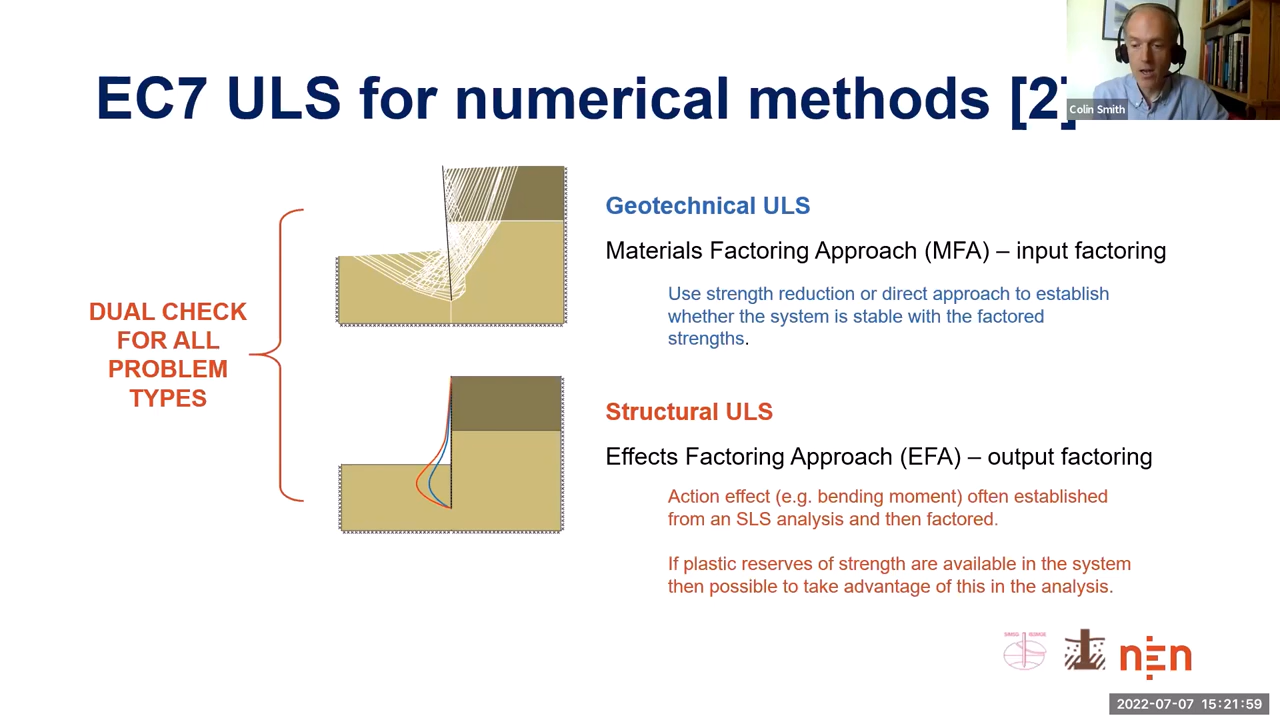 EC7 ULS for numerical methods [2]
Colin Smith
DUAL CHECK
FOR ALL
PROBLEM
TYPES
Geotechnical ULS
Materials Factoring Approach (MFA) – input factoring
Use strength reduction or direct approach to establish
whether the system is stable with the factored
strengths.
Structural ULS
Effects Factoring Approach (EFA) – output factoring
Action effect (e.g. bending moment) often established
from an SLS analysis and then factored.
If plastic reserves of strength are available in the system
then possible to take advantage of this in the analysis.
nen
2022-07-07 15:21:59